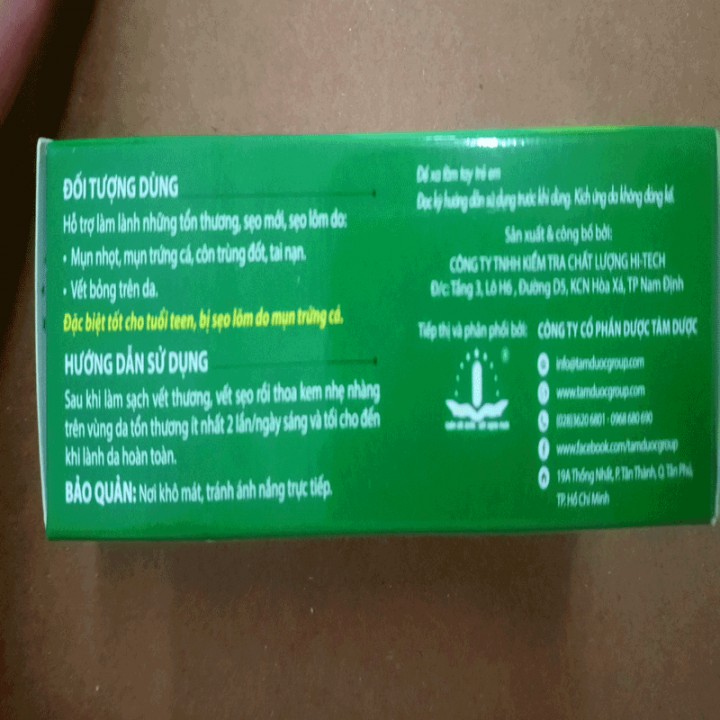 ĐỐI TƯỢNG DÙNG
Hỗ trợ làm lành những tổn thương, sẹo mới, sẹo lõm do:
• Mụn nhọt, mụn trứng cá, côn trùng đốt, tai nạn.
• Vết bỏng trên da.
Đặc biệt tốt cho tuổi teen, bị sẹo lõm do mụn trứng cá.
HƯỚNG DẪN SỬ DỤNG
Sau khi làm sạch vết thương, vết sẹo rồi thoa kem nhẹ nhàng
trên vùng da tổn thương ít nhất 2 lần/ngày sáng và tối cho đến
khi lành da hoàn toàn.
BẢO QUẢN: Nơi khô mát, tránh ánh nắng trực tiếp.
Để xa tầm tay trẻ em
Đọc kỹ hướng dẫn sử dụng trước khi dùng. Kích ứng da không đáng kể.
Sản xuất & công bố bởi:
CÔNG TY TNHH KIỂM TRA CHẤT LƯỢNG HI-TECH
Đ/c: Tầng 3, Lô H6, Đường D5, KCN Hòa Xá, TP Nam Định
Tiếp thị và phân phối bởi: CÔNG TY CỔ PHẦN DƯỢC TÂM DƯỢC
®
info@tamduocgroup.com
www.tamduocgroup.com
(028)3620 6801 - 0968 680 690
www.facebook.com/tamduocgroup
19A Thống Nhất, P. Tân Thành, Q. Tân Phú,
TP. Hồ Chí Minh